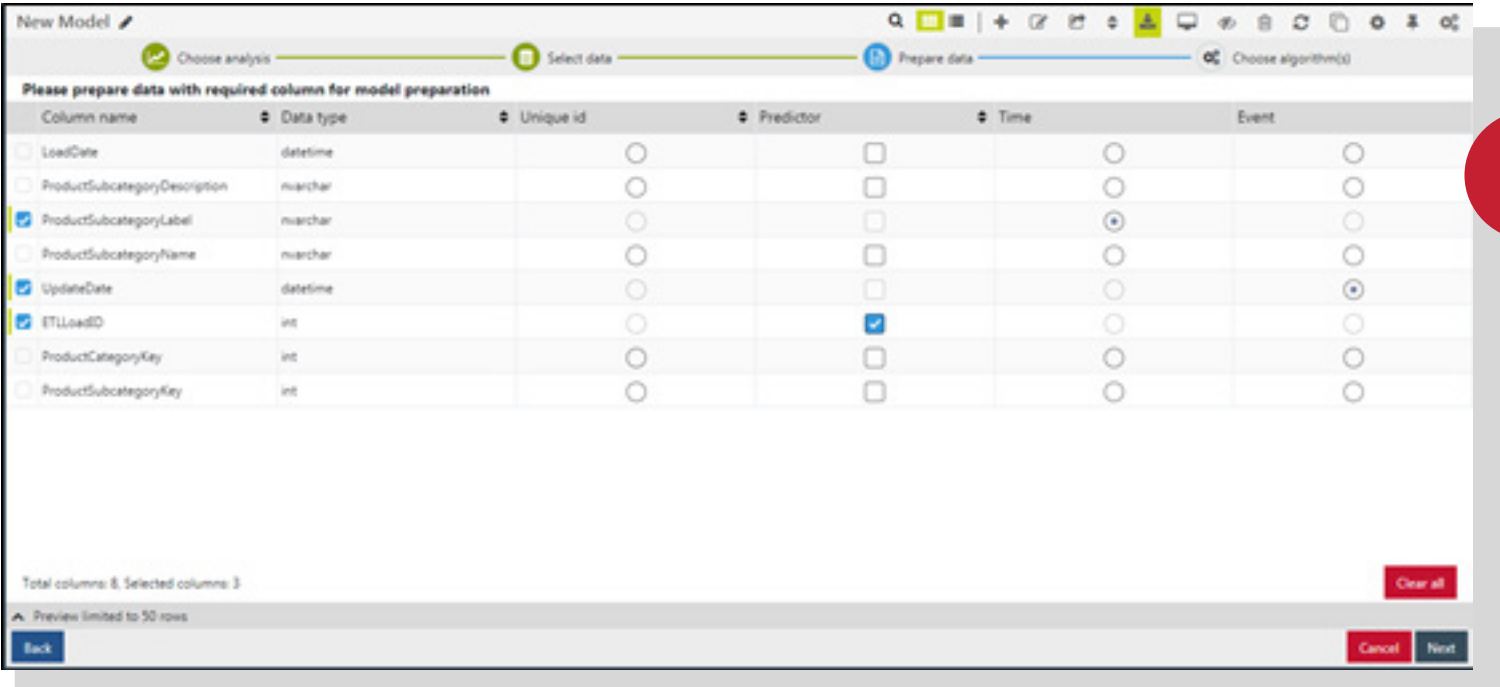 New Model
Choose analysis Select data Prepare data Choose algorithm(s)
Please prepare data with required column for model preparation
Column name Data type Unique id Predictor Time Event
LoadDate datetime
ProductSubcategoryDescription nvarchar
ProductSubcategoryLabel nvarchar
ProductSubcategoryName nvarchar
UpdateDate datetime
ETLLoadID int
ProductCategoryKey int
ProductSubcategoryKey int
Total columns: 8, Selected columns: 3
Clear all
Preview limited to 50 rows
Back Cancel Next